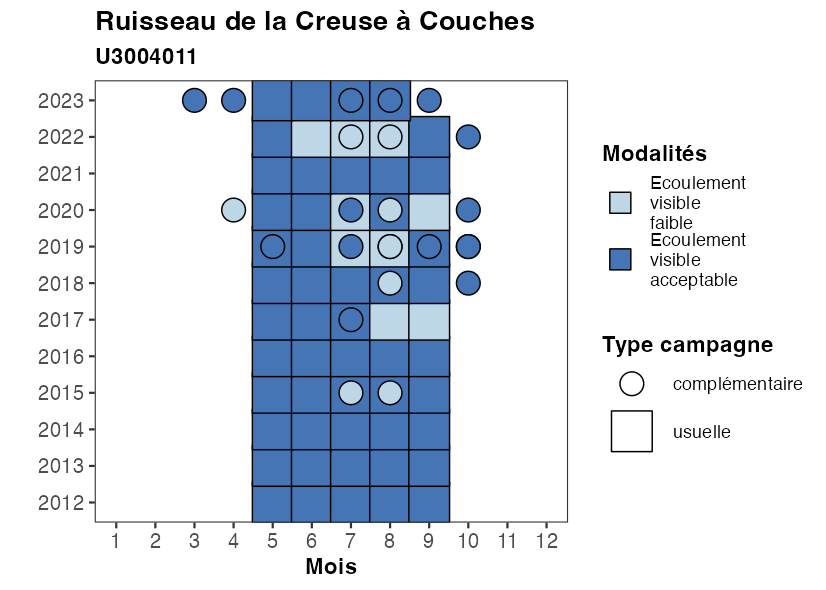 Ruisseau de la Creuse à Couches
U3004011
2023
2022
2021
2020
2019
2018
2017
2016
2015
2014
2013
2012
1 2 3 4 5 6 7 8 9 10 11 12
Mois
Modalités
Ecoulement
visible
faible
Ecoulement
visible
acceptable
Type campagne
complémentaire
usuelle